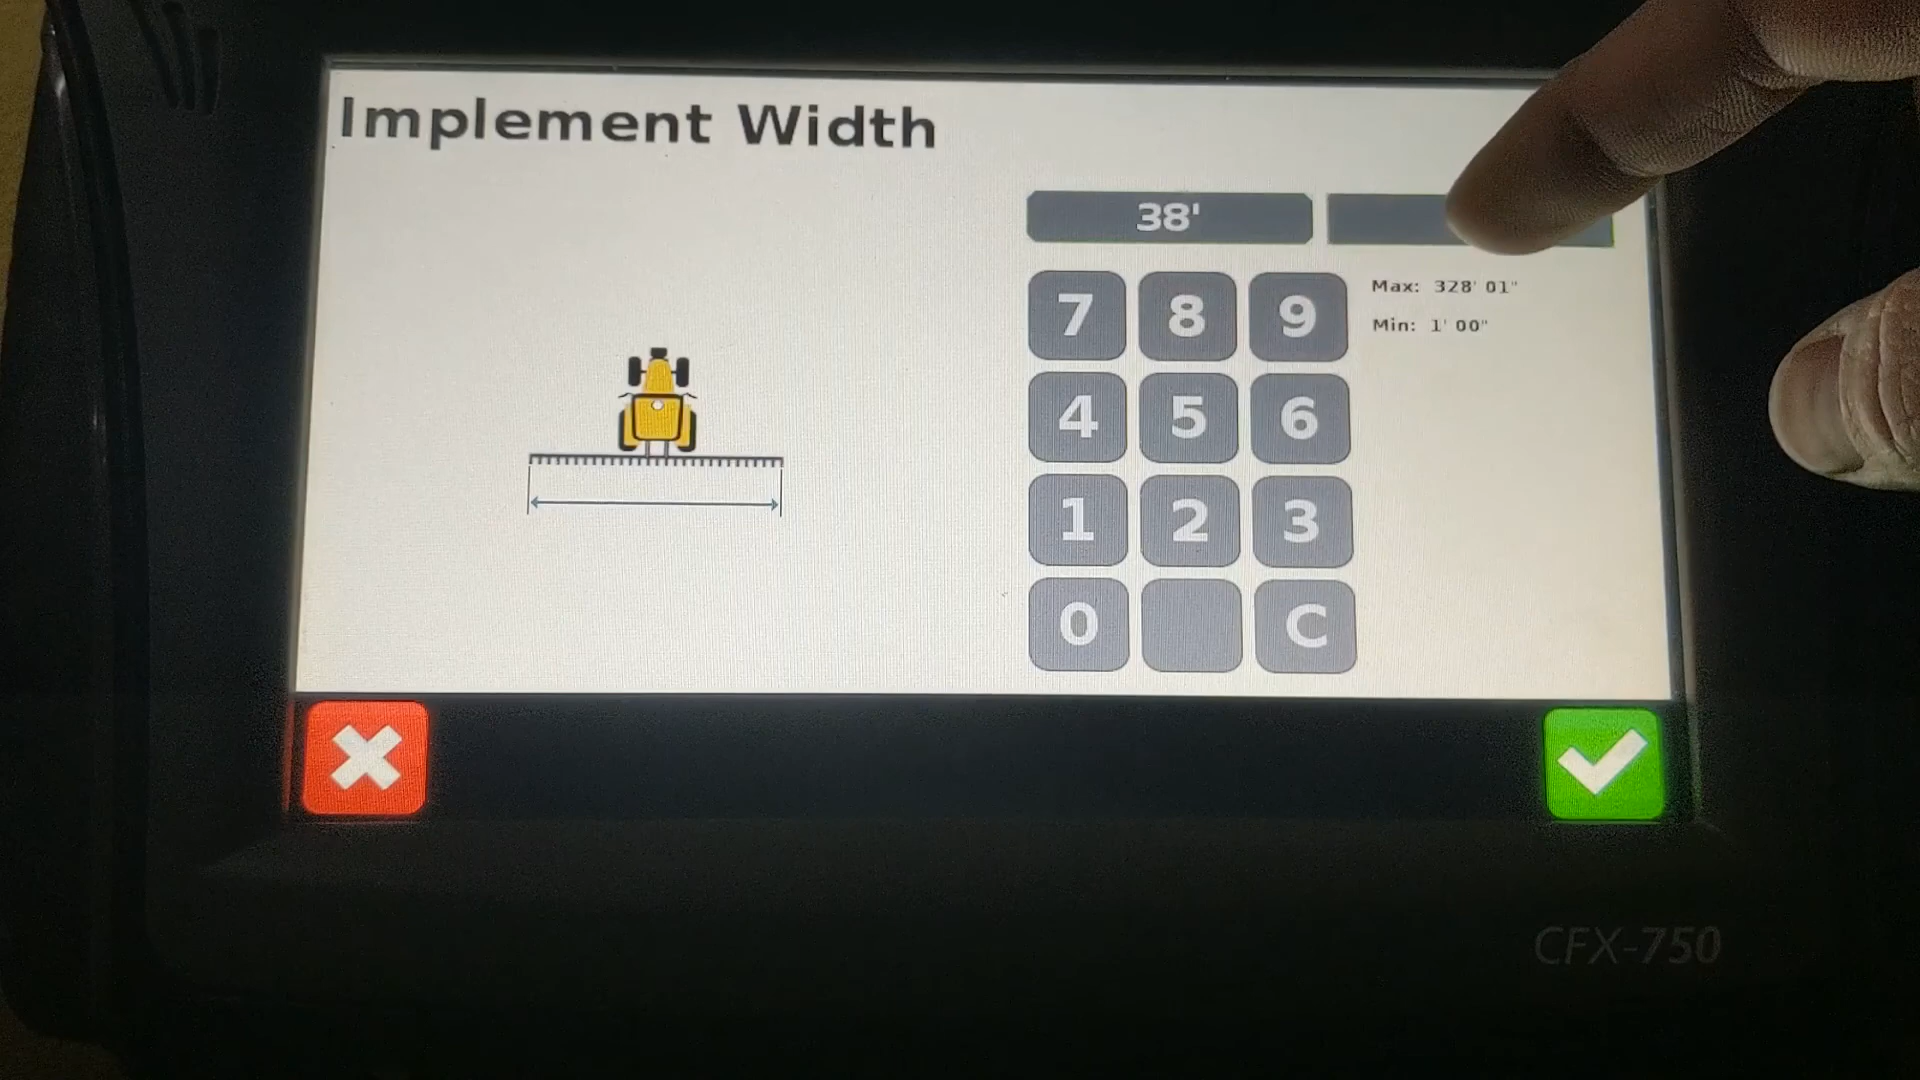 Implement Width
38'
7 8 9
Max: 328' 01"
Min: 1' 00"
4 5 6
1 2 3
0 C
CFX-750